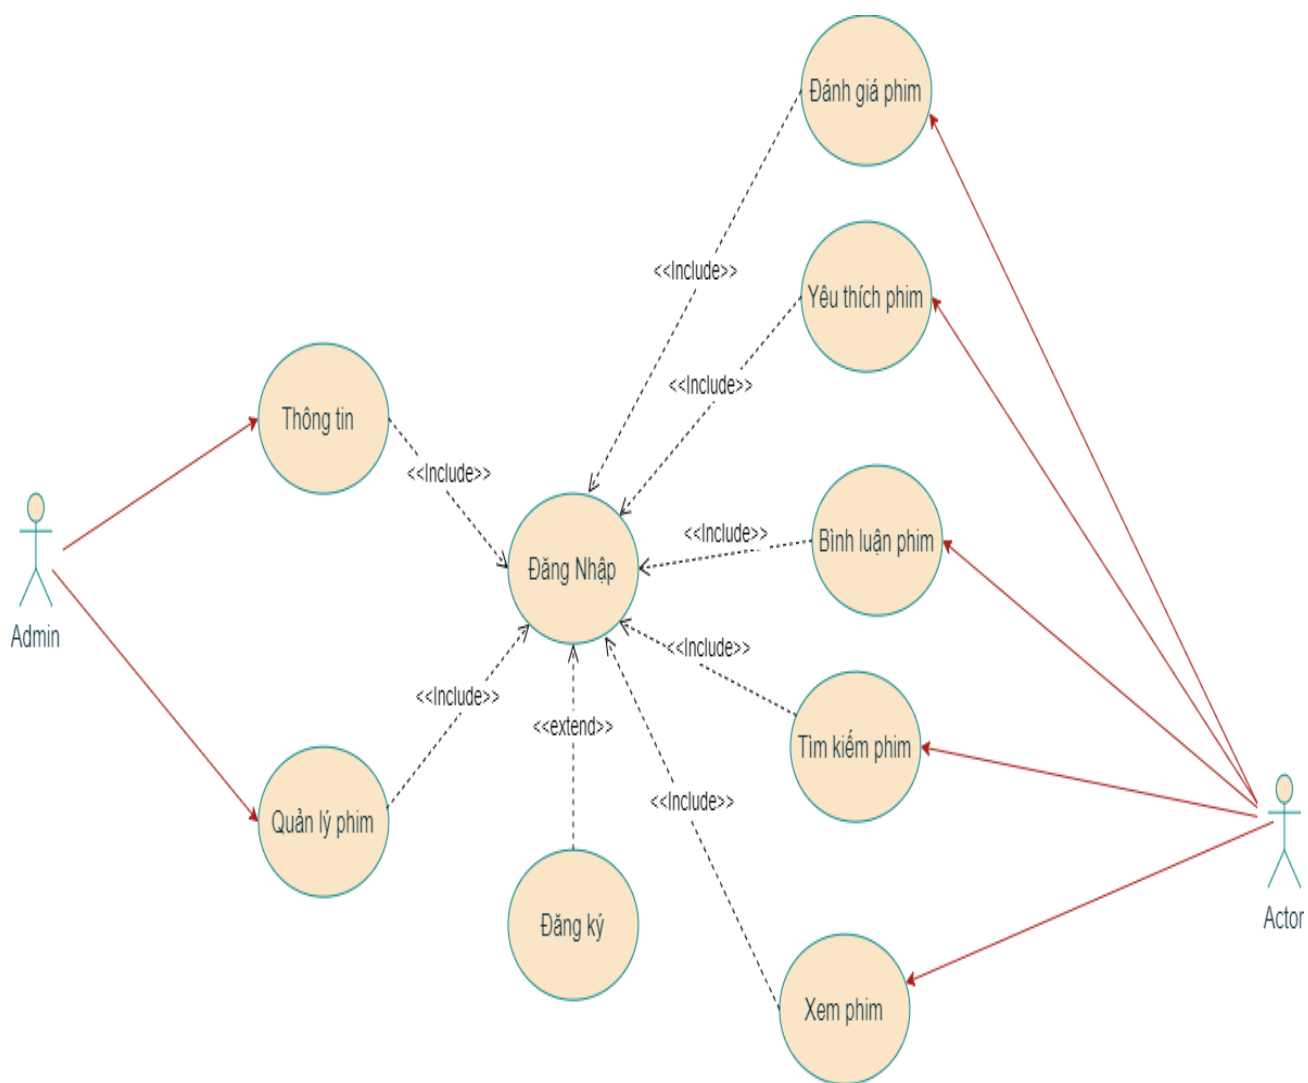 Đánh giá phim
<<Include>>
Yêu thích phim
<<Include>>
Thông tin
<<Include>>
<<Include>>
Bình luận phim
Đăng Nhập
Admin
<<Include>>
<<Include>>
<<extend>>
Tìm kiếm phim
<<Include>>
Quản lý phim
Đăng ký
Actor
Xem phim